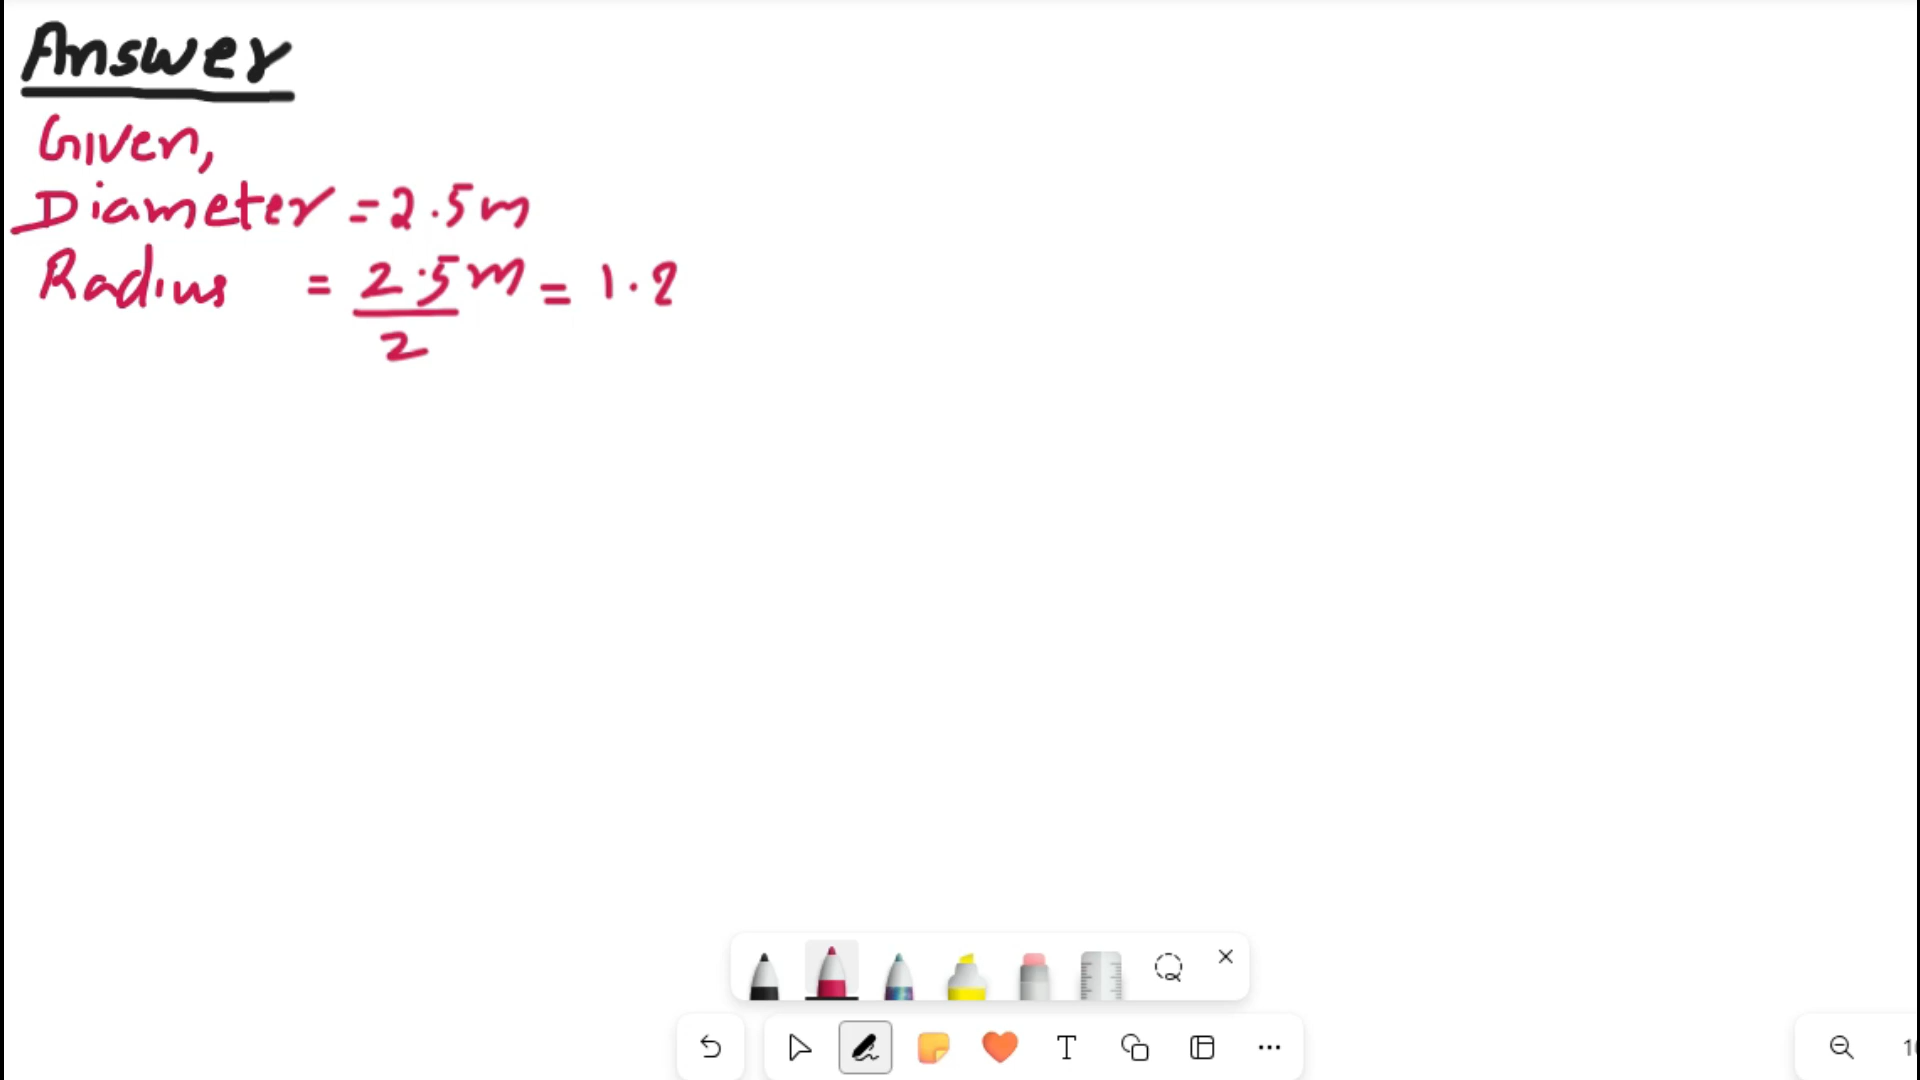 Answer
Given,
Diameter = 2.5m
Radius = 2.5m/2 = 1.2
T